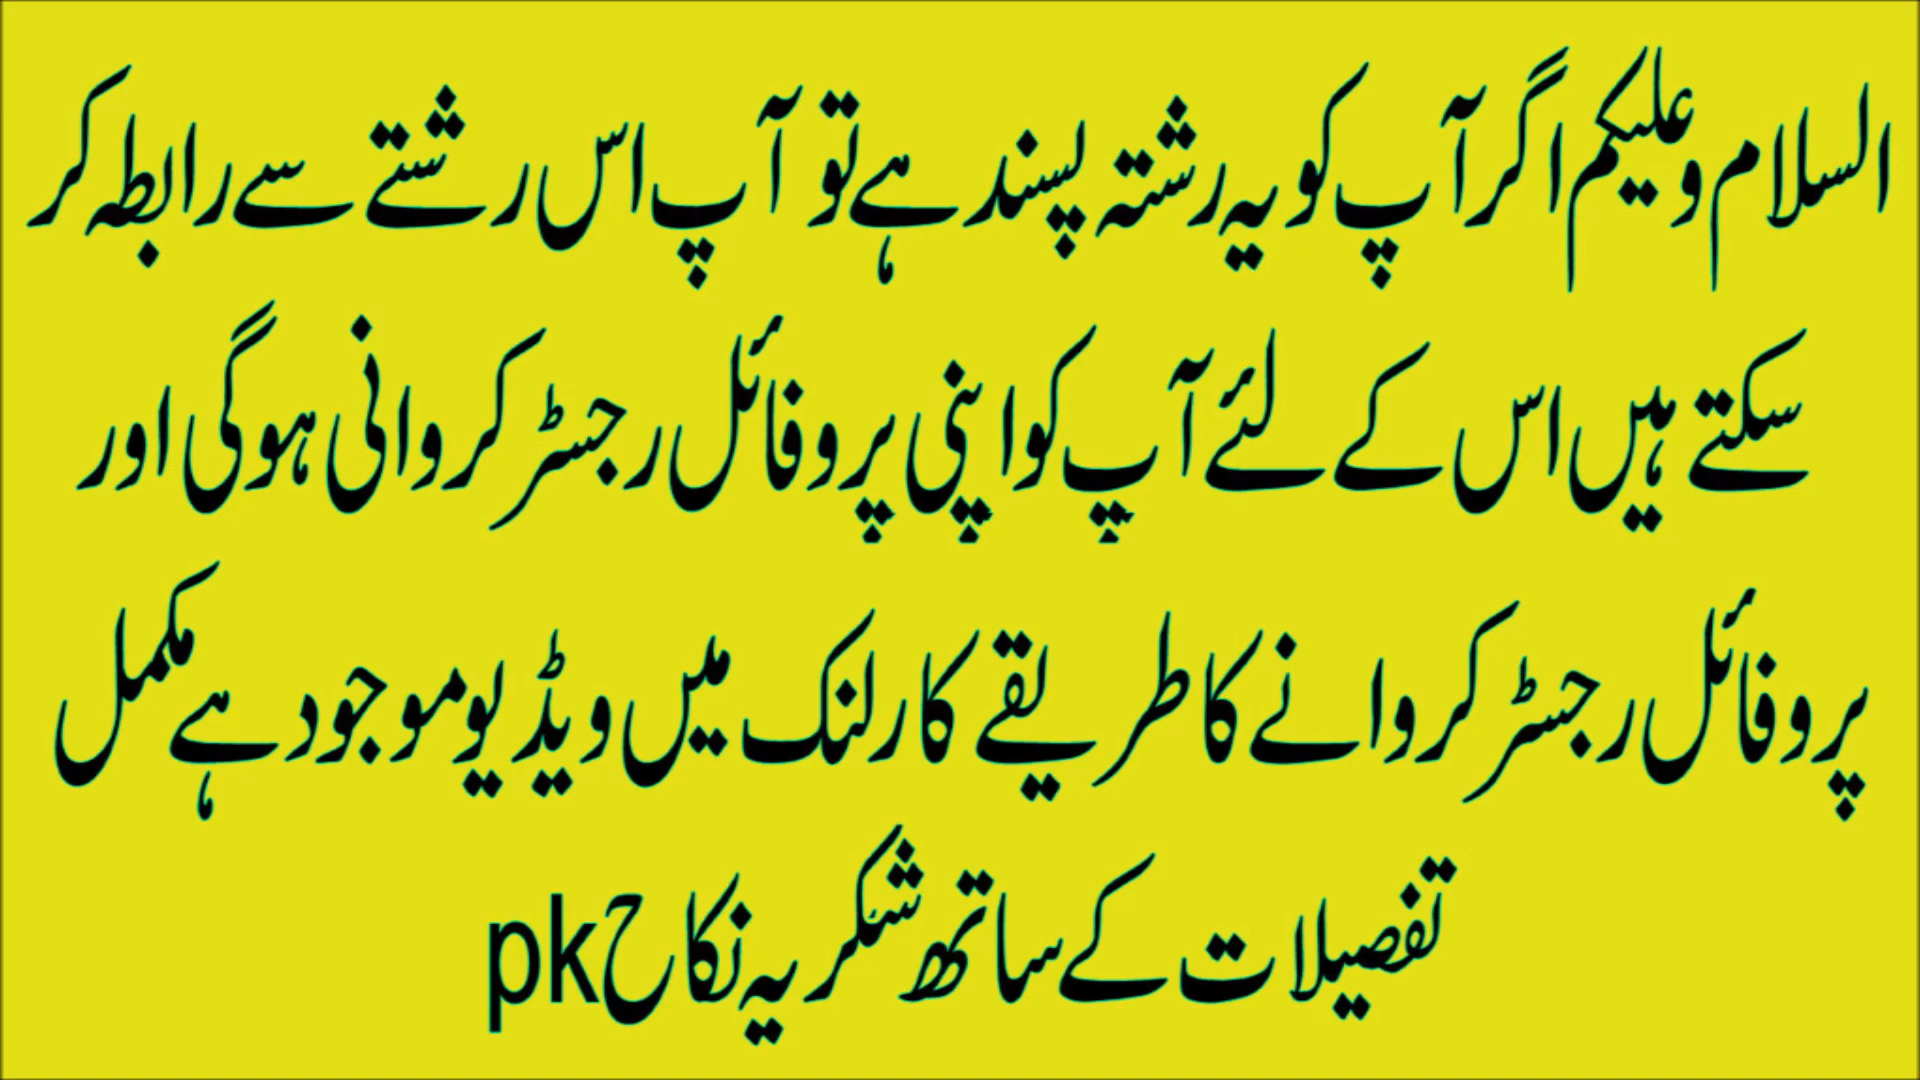 السلام وعلیکم اگر آپ کو یہ رشتہ پسند ہے تو آپ اس رشتے سے رابطہ کر
سکتے ہیں اس کے لئے آپ کو اپنی پروفائل رجسٹر کروانی ہوگی اور
پروفائل رجسٹر کروانے کا طریقے کار لنک میں ویڈیو موجود ہے مکمل
تفصیلات کے ساتھ شکریہ نکاح pk